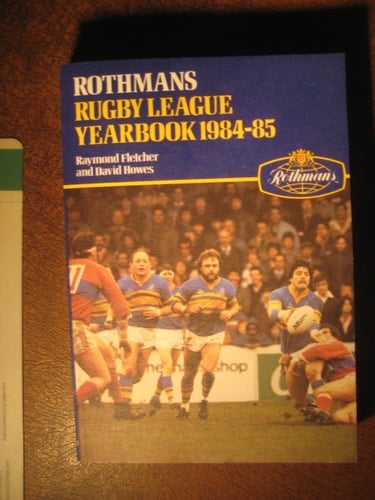 ROTHMANS
RUGBY LEAGUE
YEARBOOK 1984-85
Raymond Fletcher
and David Howes
Rothmans